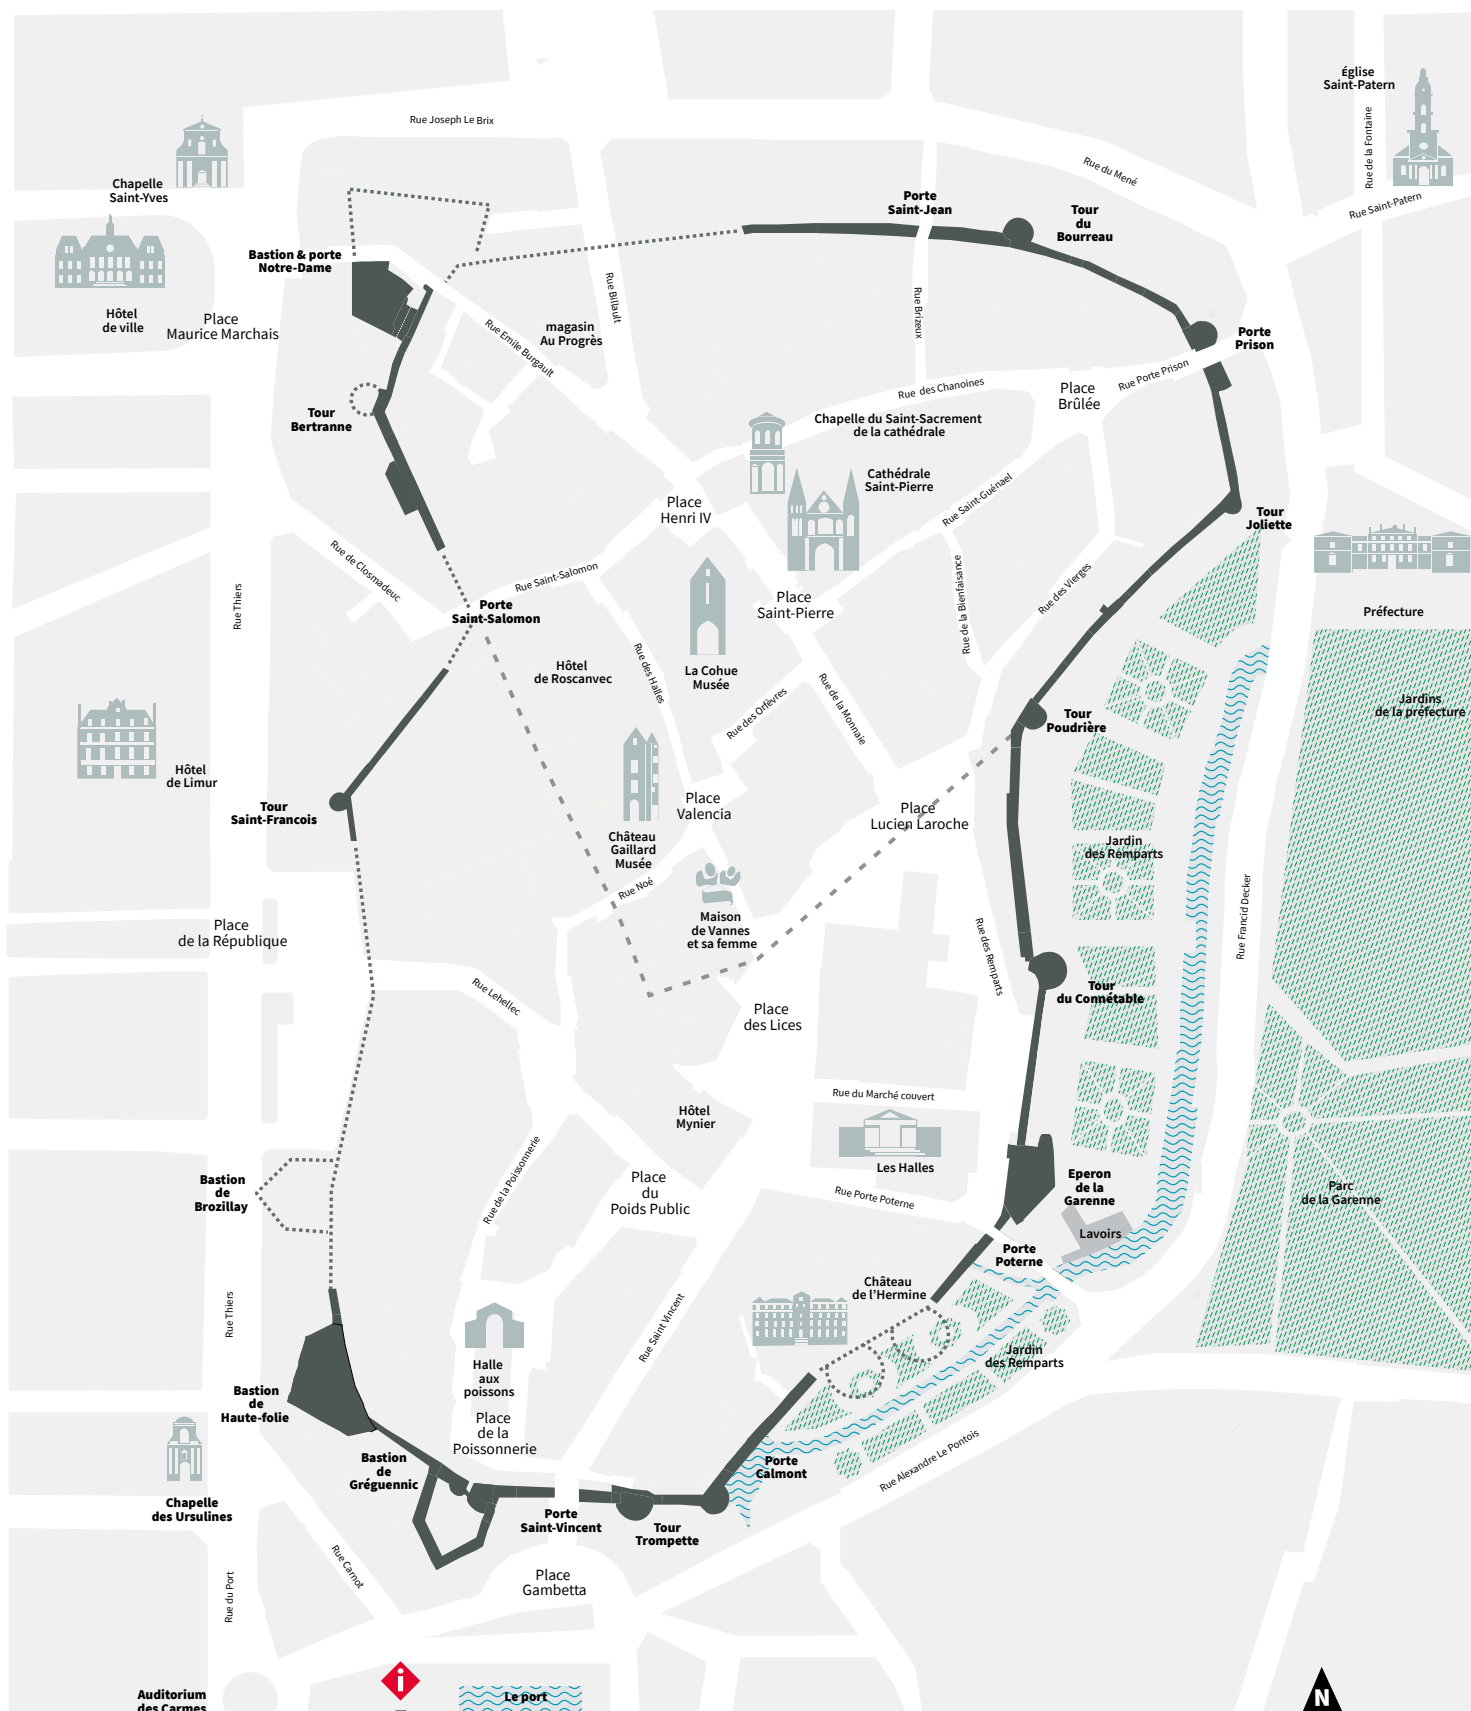 Église
Saint-Patern
Rue de la Fontaine
Rue Saint-Patern
Rue Joseph Le Brix
Rue du Mené
Chapelle
Saint-Yves
Porte
Saint-Jean
Tour
du
Bourreau
Bastion & porte
Notre-Dame
Hôtel
de ville
Place
Maurice Marchais
Rue Billault
Rue Brizeux
magasin
Au Progrès
Rue Emile Burgault
Porte
Prison
Rue Porte Prison
Rue des Chanoines
Place
Brûlée
Tour
Bertranne
Chapelle du Saint-Sacrement
de la cathédrale
Cathédrale
Saint-Pierre
Rue Saint-Guénael
Place
Henri IV
Tour
Joliette
Rue de Closmadeuc
Rue Saint-Salomon
Rue Thiers
Porte
Saint-Salomon
Place
Saint-Pierre
Rue de la Bienfaisance
Rue des Vierges
Préfecture
Hôtel
de Roscanvec
Rue des Halles
La Cohue
Musée
Rue des Orfèvres
Rue de la Monnaie
Jardins
de la préfecture
Tour
Poudrière
Hôtel
de Limur
Tour
Saint-Francois
Place
Valencia
Place
Lucien Laroche
Château
Gaillard
Musée
Rue Noé
Jardin
des Remparts
Maison
de Vannes
et sa femme
Place
de la République
Rue des Remparts
Rue Francid Decker
Rue Lehellec
Tour
du Connétable
Place
des Lices
Rue du Marché couvert
Hôtel
Mynier
Les Halles
Rue de la Poissonnerie
Place
du
Poids Public
Rue Porte Poterne
Bastion
de
Brozillay
Eperon
de la
Garenne
Parc
de la Garenne
Lavoirs
Porte
Poterne
Château
de l’Hermine
Rue Thiers
Rue Saint Vincent
Jardin
des Remparts
Halle
aux
poissons
Bastion
de
Haute-folie
Place
de la
Poissonnerie
Bastion
de
Gréguennic
Porte
Calmont
Rue Alexandre Le Pontois
Chapelle
des Ursulines
Porte
Saint-Vincent
Tour
Trompette
Rue Carnot
Rue du Port
Place
Gambetta
i
Auditorium
des Carmes
Le port
N